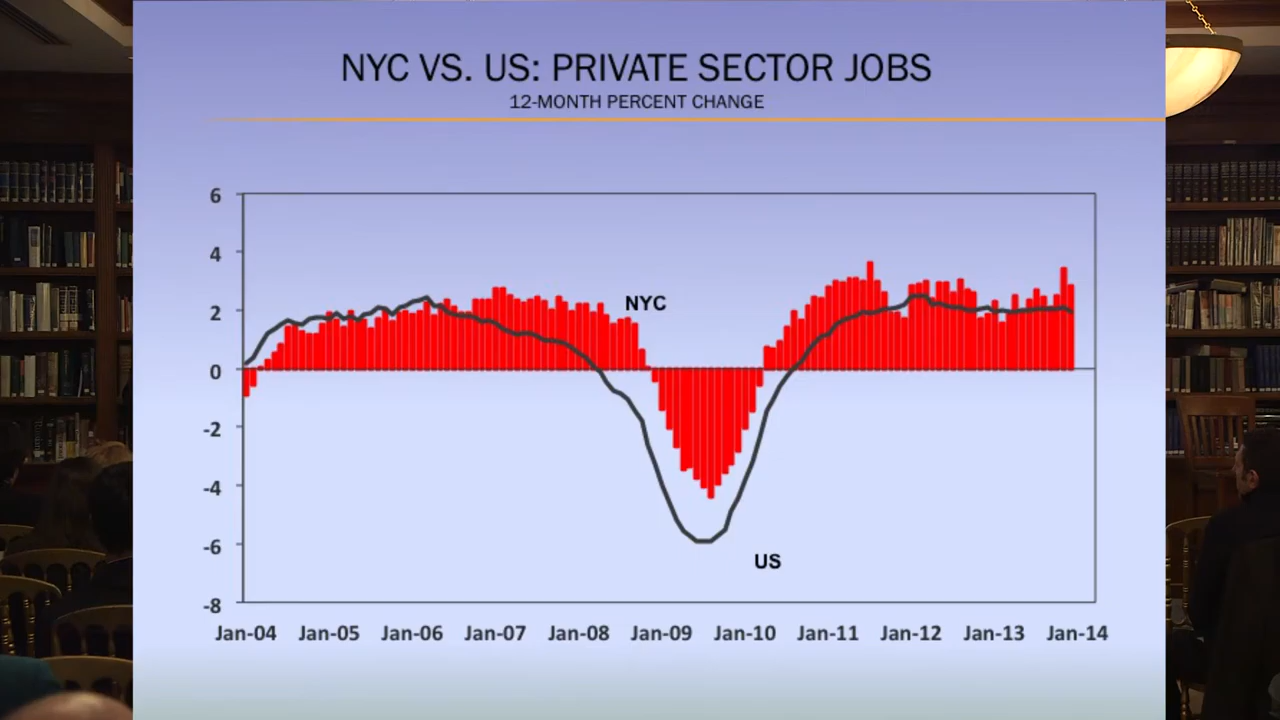 NYC VS. US: PRIVATE SECTOR JOBS
12-MONTH PERCENT CHANGE
6
4
NYC
2
0
-2
-4
-6
US
-8
Jan-04 Jan-05 Jan-06 Jan-07 Jan-08 Jan-09 Jan-10 Jan-11 Jan-12 Jan-13 Jan-14